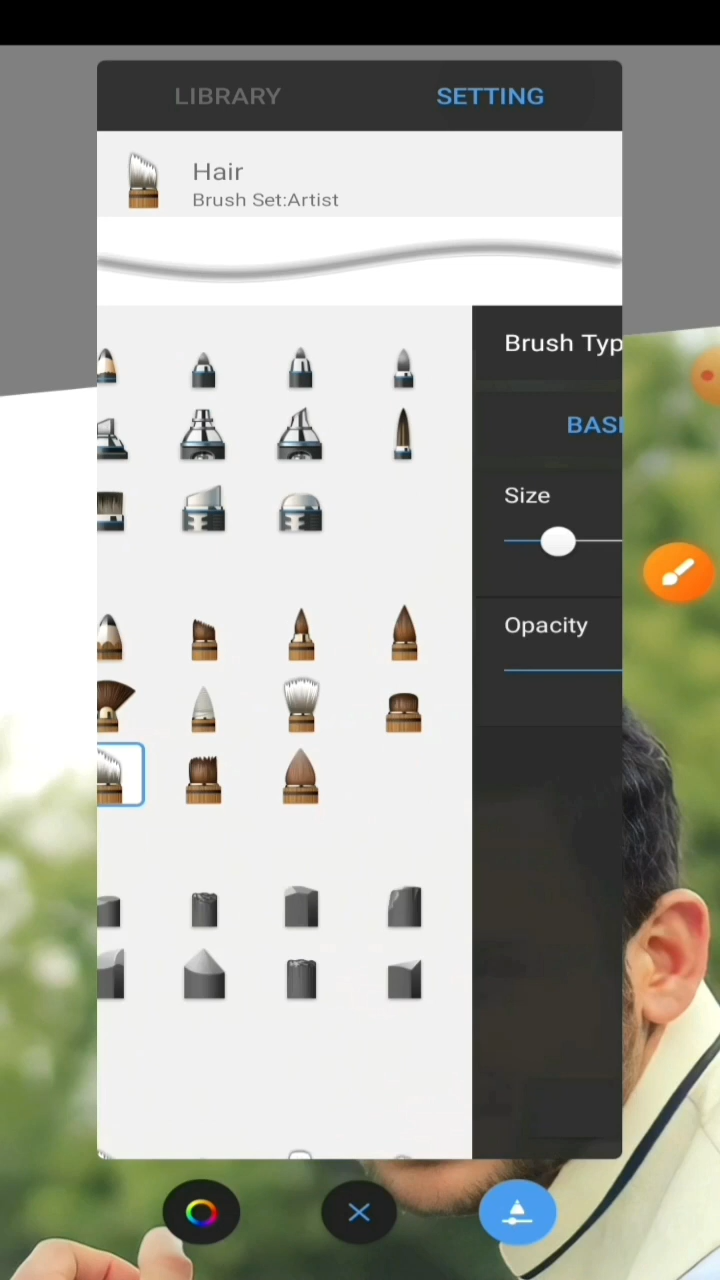 LIBRARY
SETTING
Hair
Brush Set:Artist
Brush Typ
BASI
Size
Opacity